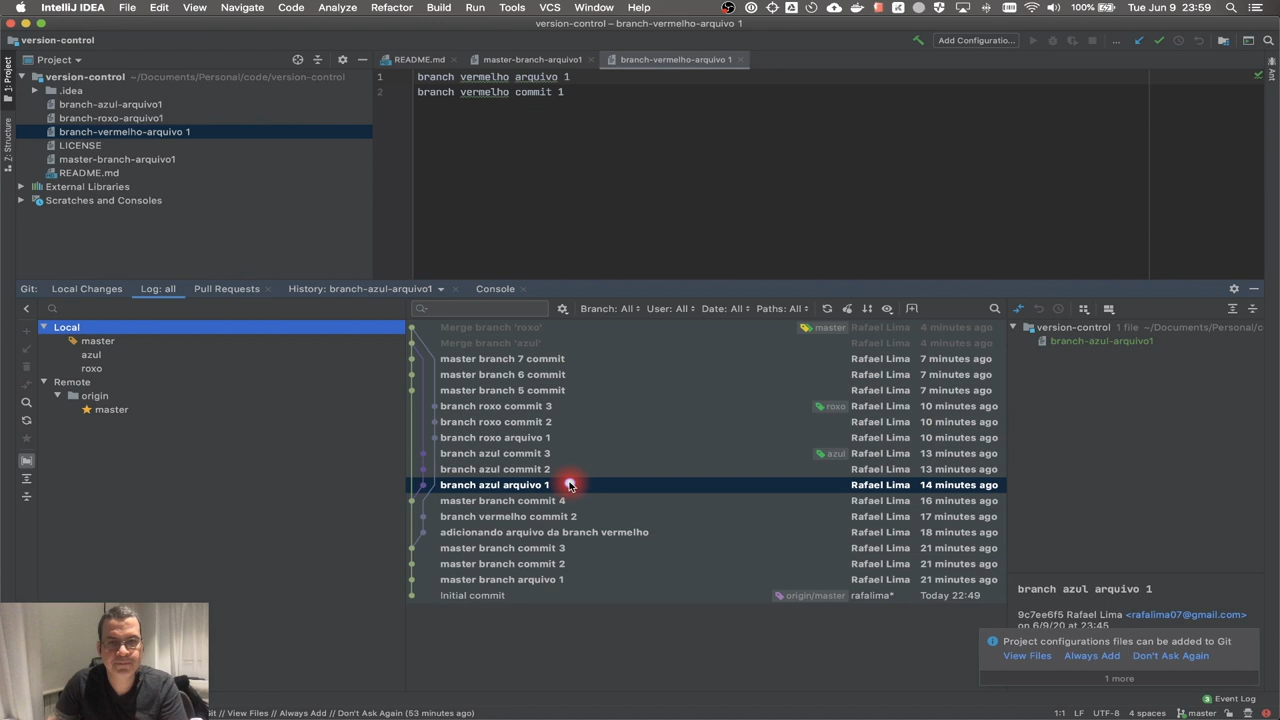 IntelliJ IDEA File Edit View Navigate Code Analyze Refactor Build Run Tools VCS Window Help 100% Tue Jun 9 23:59
version-control – branch-vermelho-arquivo 1
version-control
Add Configuratio...
1: Project
Z: Structure
Ant
Project
README.md
master-branch-arquivo1
branch-vermelho-arquivo 1
version-control ~/Documents/Personal/code/version-control
.idea
branch-azul-arquivo1
branch-roxo-arquivo1
branch-vermelho-arquivo 1
LICENSE
master-branch-arquivo1
README.md
External Libraries
Scratches and Consoles
1 branch vermelho arquivo 1
2 branch vermelho commit 1
Git: Local Changes Log: all Pull Requests History: branch-azul-arquivo1 Console
Local
master
azul
roxo
Remote
origin
master
Branch: All User: All Date: All Paths: All
Merge branch 'roxo' master Rafael Lima 4 minutes ago
Merge branch 'azul' Rafael Lima 4 minutes ago
master branch 7 commit Rafael Lima 7 minutes ago
master branch 6 commit Rafael Lima 7 minutes ago
master branch 5 commit Rafael Lima 7 minutes ago
branch roxo commit 3 roxo Rafael Lima 10 minutes ago
branch roxo commit 2 Rafael Lima 10 minutes ago
branch roxo arquivo 1 Rafael Lima 10 minutes ago
branch azul commit 3 azul Rafael Lima 13 minutes ago
branch azul commit 2 Rafael Lima 13 minutes ago
branch azul arquivo 1 Rafael Lima 14 minutes ago
master branch commit 4 Rafael Lima 16 minutes ago
branch vermelho commit 2 Rafael Lima 17 minutes ago
adicionando arquivo da branch vermelho Rafael Lima 18 minutes ago
master branch commit 3 Rafael Lima 21 minutes ago
master branch commit 2 Rafael Lima 21 minutes ago
master branch arquivo 1 Rafael Lima 21 minutes ago
Initial commit origin/master rafalima* Today 22:49
version-control 1 file ~/Documents/Personal/c
branch-azul-arquivo1
branch azul arquivo 1
9c7ee6f5 Rafael Lima <rafalima07@gmail.com>
on 6/9/20 at 23:45
Project configurations files can be added to Git
View Files Always Add Don't Ask Again
1 more
3 Event Log
Git // View Files // Always Add // Don't Ask Again (53 minutes ago)
1:1 LF UTF-8 4 spaces master